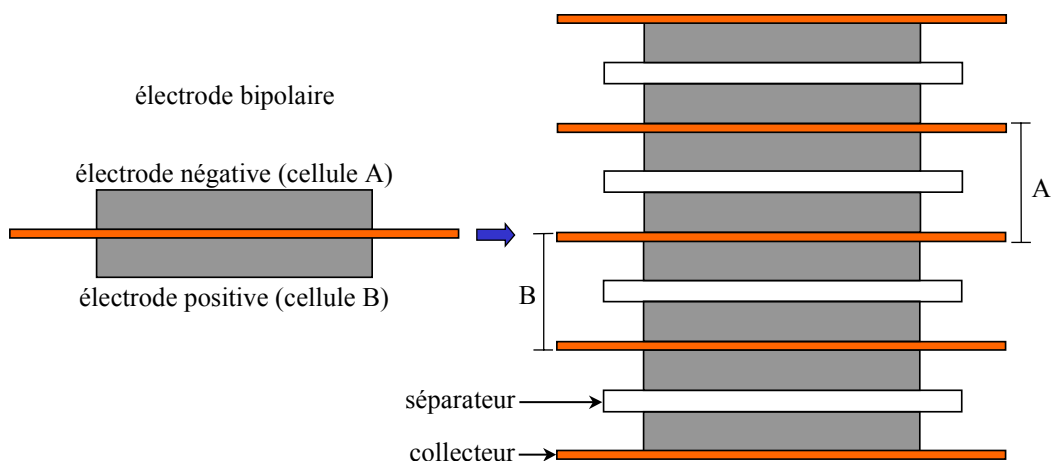 électrode bipolaire
électrode négative (cellule A)
électrode positive (cellule B)
A
B
séparateur
collecteur